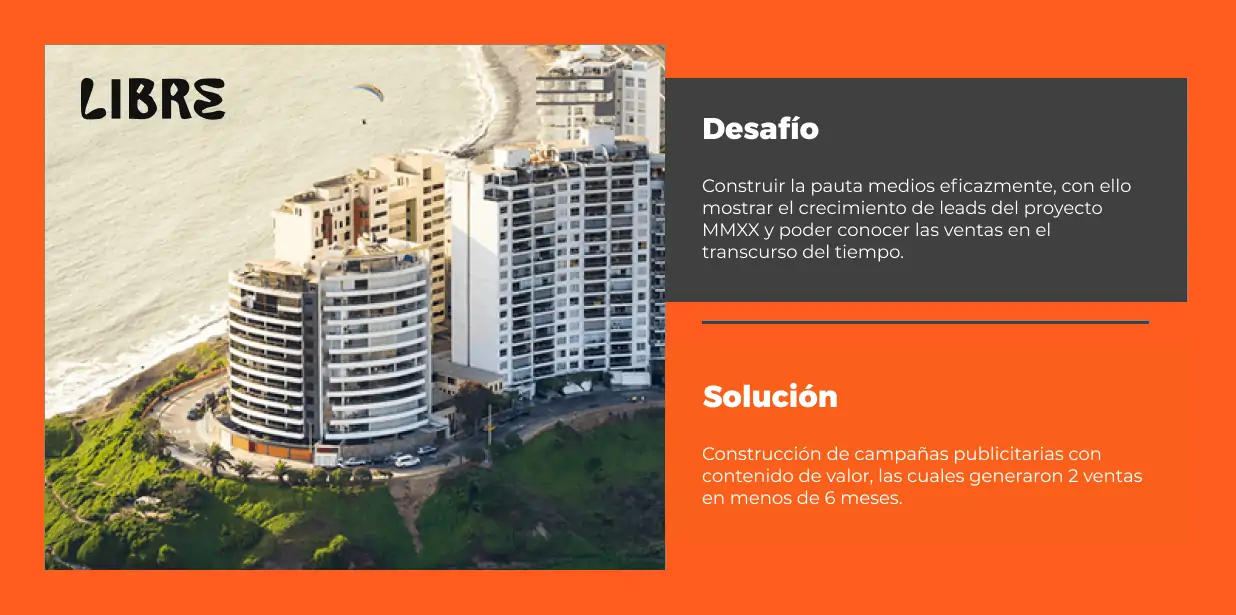 LIBRE
Desafío
Construir la pauta medios eficazmente, con ello
mostrar el crecimiento de leads del proyecto
MMXX y poder conocer las ventas en el
transcurso del tiempo.
Solución
Construcción de campañas publicitarias con
contenido de valor, las cuales generaron 2 ventas
en menos de 6 meses.